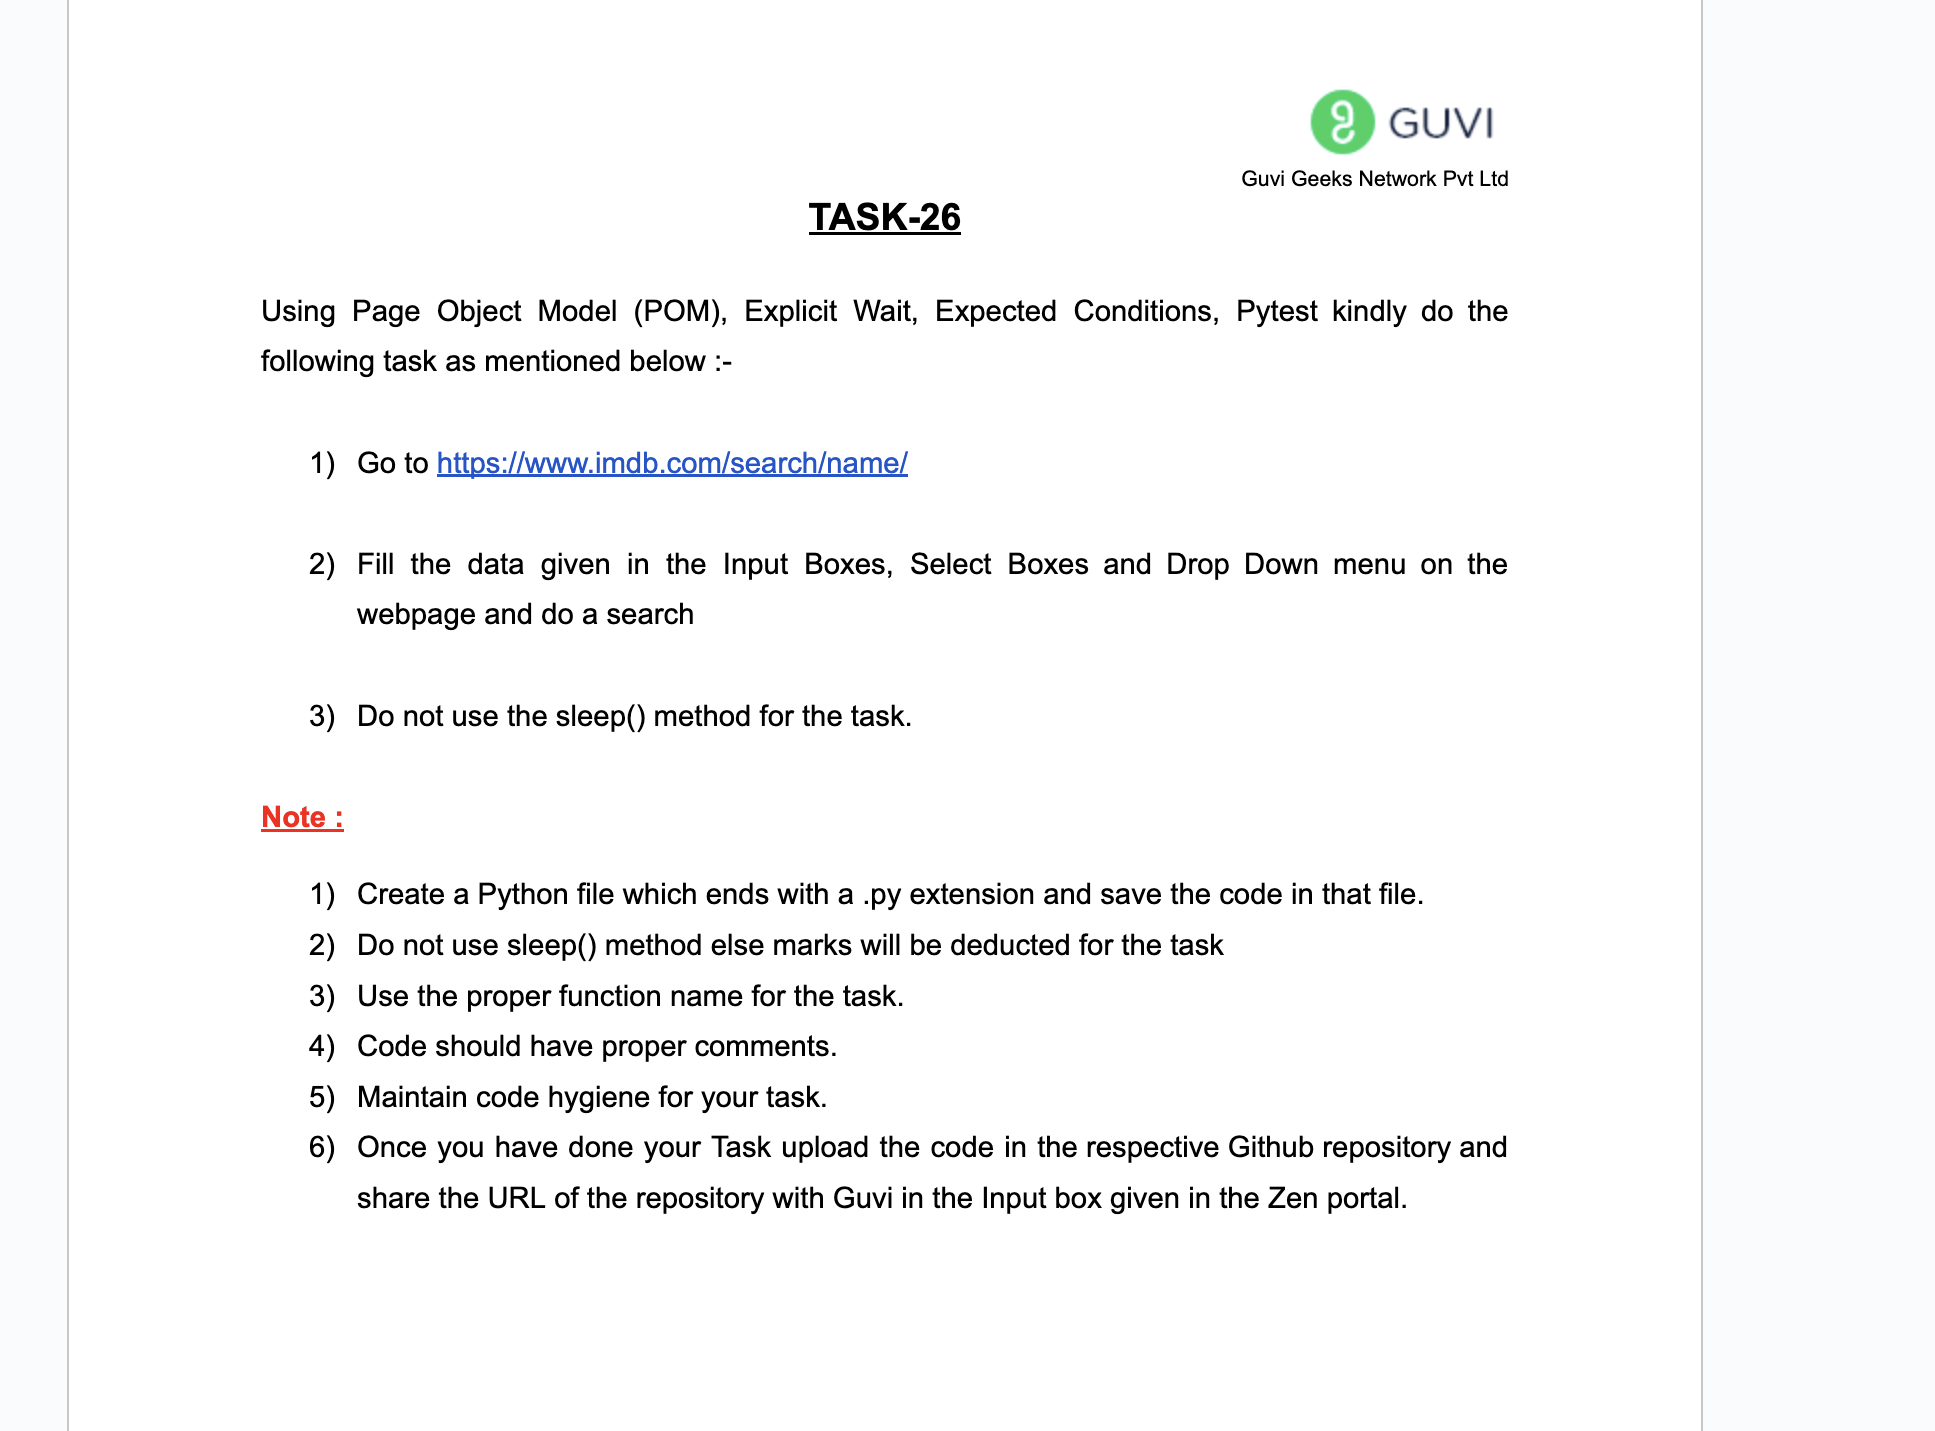 GUVI
Guvi Geeks Network Pvt Ltd
TASK-26
Using Page Object Model (POM), Explicit Wait, Expected Conditions, Pytest kindly do the
following task as mentioned below :-
1) Go to https://www.imdb.com/search/name/
2) Fill the data given in the Input Boxes, Select Boxes and Drop Down menu on the
webpage and do a search
3) Do not use the sleep() method for the task.
Note :
1) Create a Python file which ends with a .py extension and save the code in that file.
2) Do not use sleep() method else marks will be deducted for the task
3) Use the proper function name for the task.
4) Code should have proper comments.
5) Maintain code hygiene for your task.
6) Once you have done your Task upload the code in the respective Github repository and
share the URL of the repository with Guvi in the Input box given in the Zen portal.